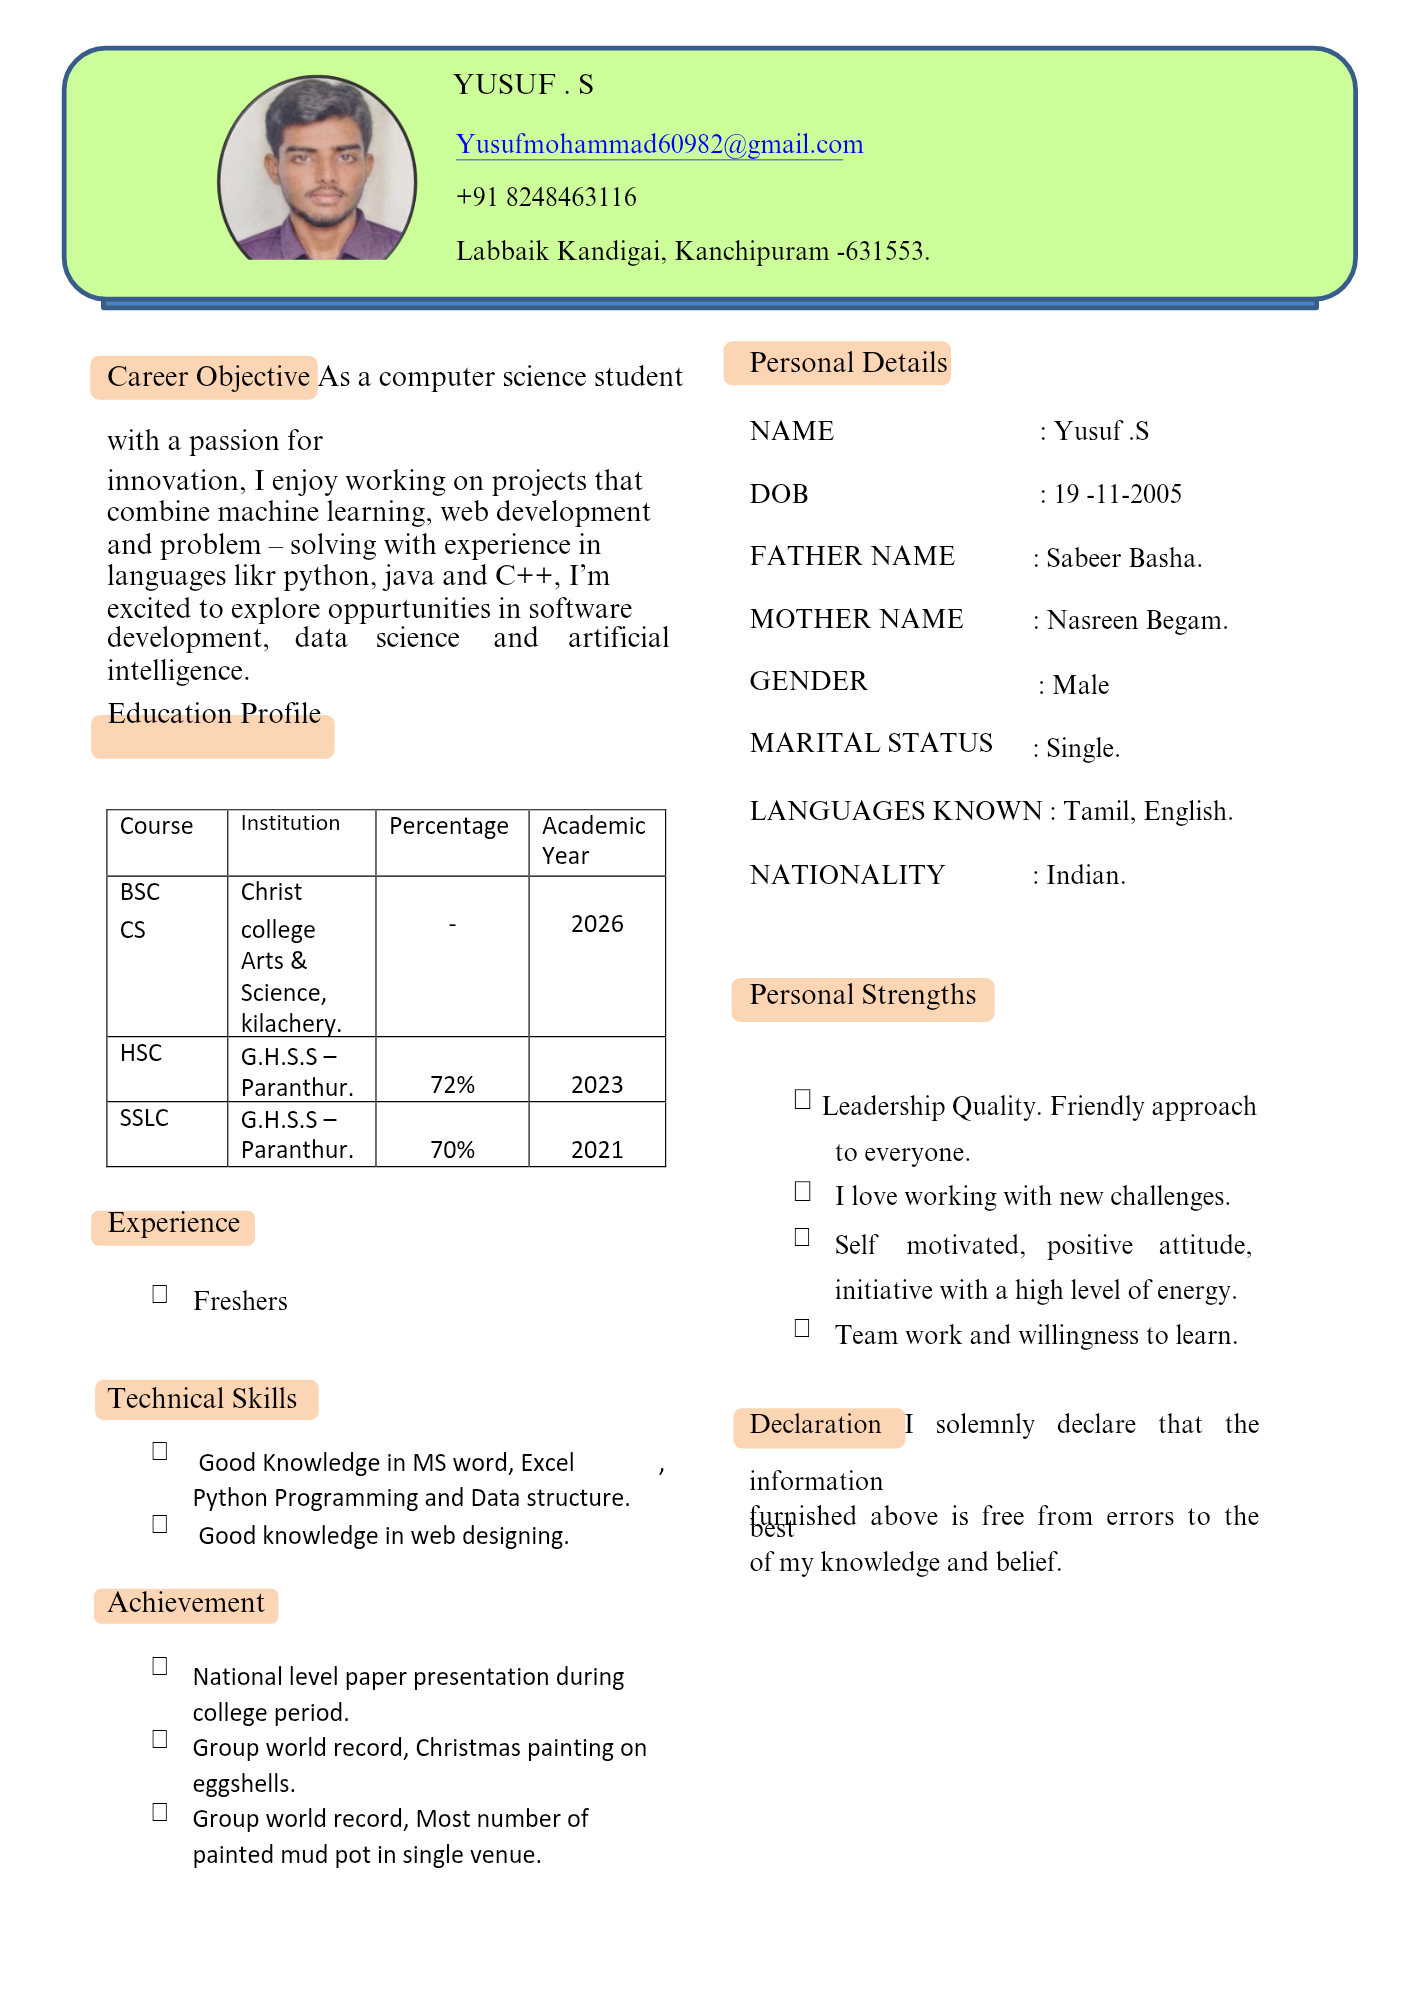 YUSUF . S
Yusufmohammad60982@gmail.com
+91 8248463116
Labbaik Kandigai, Kanchipuram -631553.
Career Objective As a computer science student
with a passion for
innovation, I enjoy working on projects that
combine machine learning, web development
and problem – solving with experience in
languages likr python, java and C++, I’m
excited to explore oppurtunities in software
development, data science and artificial
intelligence.
Education Profile
Course Institution Percentage Academic
Year
BSC Christ
CS college - 2026
Arts &
Science,
kilachery.
HSC G.H.S.S –
Paranthur. 72% 2023
SSLC G.H.S.S –
Paranthur. 70% 2021
Experience
Freshers
Technical Skills
Good Knowledge in MS word, Excel ,
Python Programming and Data structure.
Good knowledge in web designing.
Achievement
National level paper presentation during
college period.
Group world record, Christmas painting on
eggshells.
Group world record, Most number of
painted mud pot in single venue.
Personal Details
NAME : Yusuf .S
DOB : 19 -11-2005
FATHER NAME : Sabeer Basha.
MOTHER NAME : Nasreen Begam.
GENDER : Male
MARITAL STATUS : Single.
LANGUAGES KNOWN : Tamil, English.
NATIONALITY : Indian.
Personal Strengths
Leadership Quality. Friendly approach
to everyone.
I love working with new challenges.
Self motivated, positive attitude,
initiative with a high level of energy.
Team work and willingness to learn.
Declaration I solemnly declare that the
information
furnished above is free from errors to the
best
of my knowledge and belief.